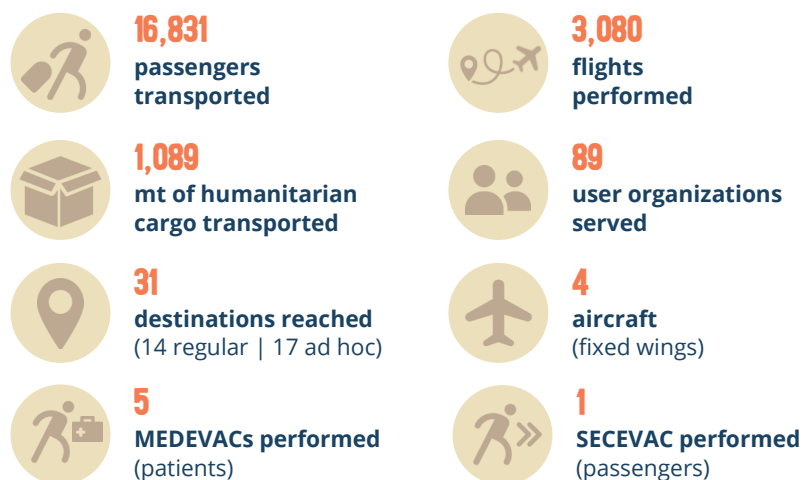 16,831
passengers
transported
3,080
flights
performed
1,089
mt of humanitarian
cargo transported
89
user organizations
served
31
destinations reached
(14 regular | 17 ad hoc)
4
aircraft
(fixed wings)
5
MEDEVACs performed
(patients)
1
SECEVAC performed
(passengers)